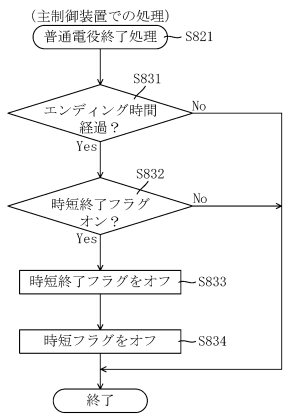 (主制御装置での処理)
普通電役終了処理
S821
S831
エンディング時間
経過？
No
Yes
S832
時短終了フラグ
オン？
No
Yes
時短終了フラグをオフ
S833
時短フラグをオフ
S834
終了